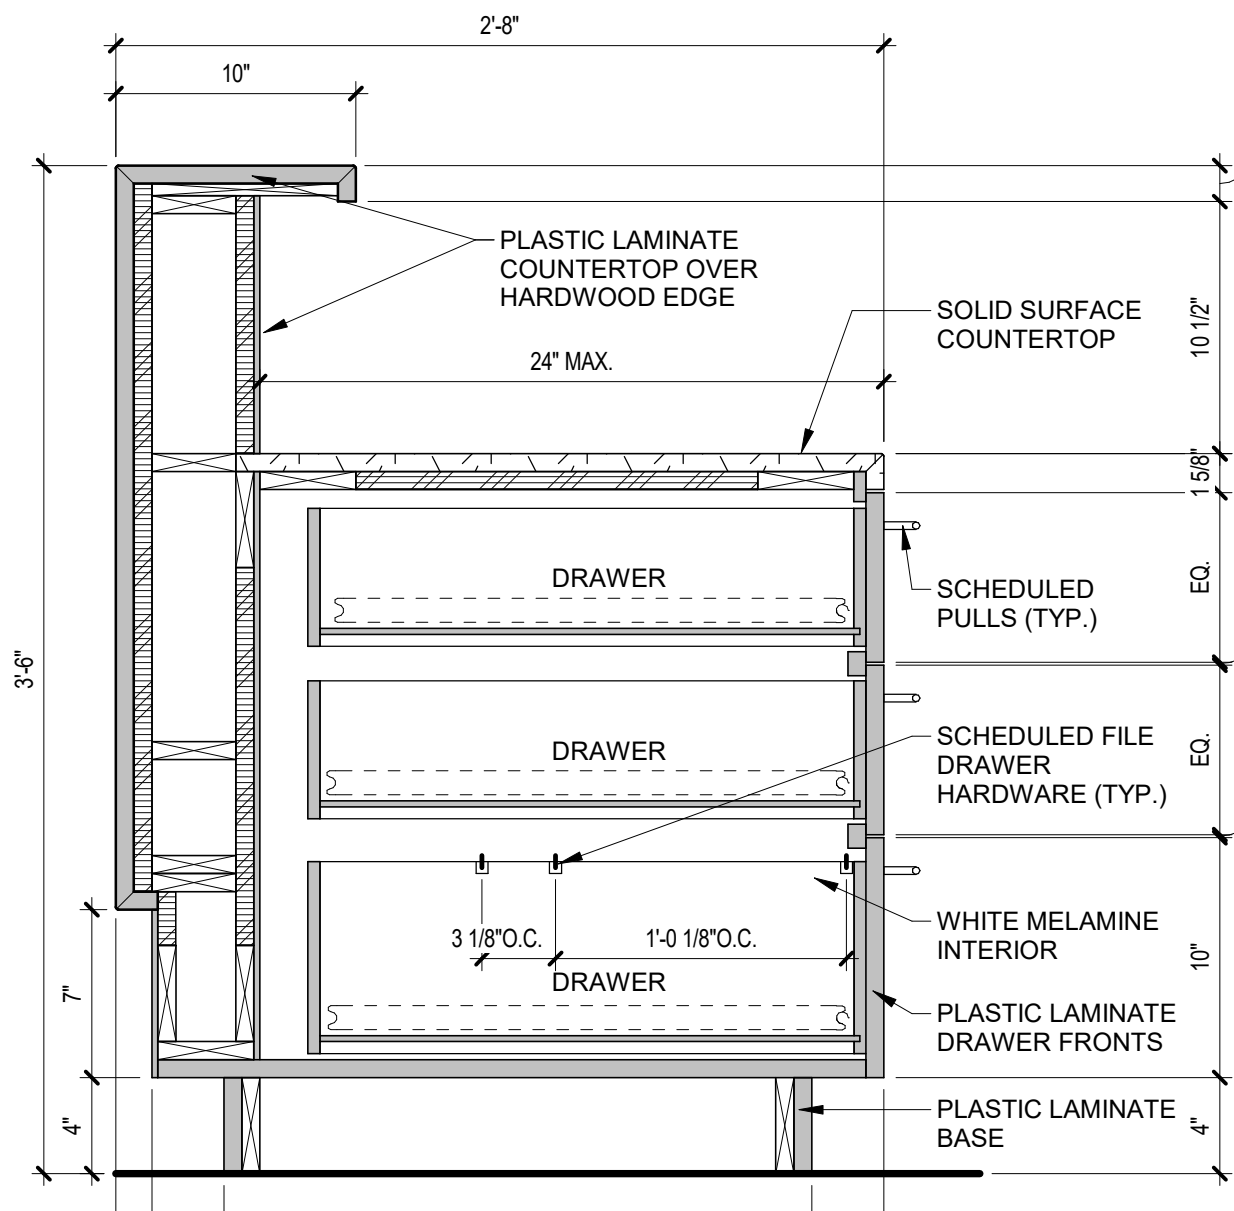 2'-8"
10"
PLASTIC LAMINATE
COUNTERTOP OVER
HARDWOOD EDGE
SOLID SURFACE
COUNTERTOP
10 1/2"
24" MAX.
1 5/8"
DRAWER
SCHEDULED
PULLS (TYP.)
EQ.
3'-6"
DRAWER
SCHEDULED FILE
DRAWER
HARDWARE (TYP.)
EQ.
WHITE MELAMINE
INTERIOR
3 1/8"O.C.
1'-0 1/8"O.C.
10"
DRAWER
7"
PLASTIC LAMINATE
DRAWER FRONTS
PLASTIC LAMINATE
BASE
4"
4"